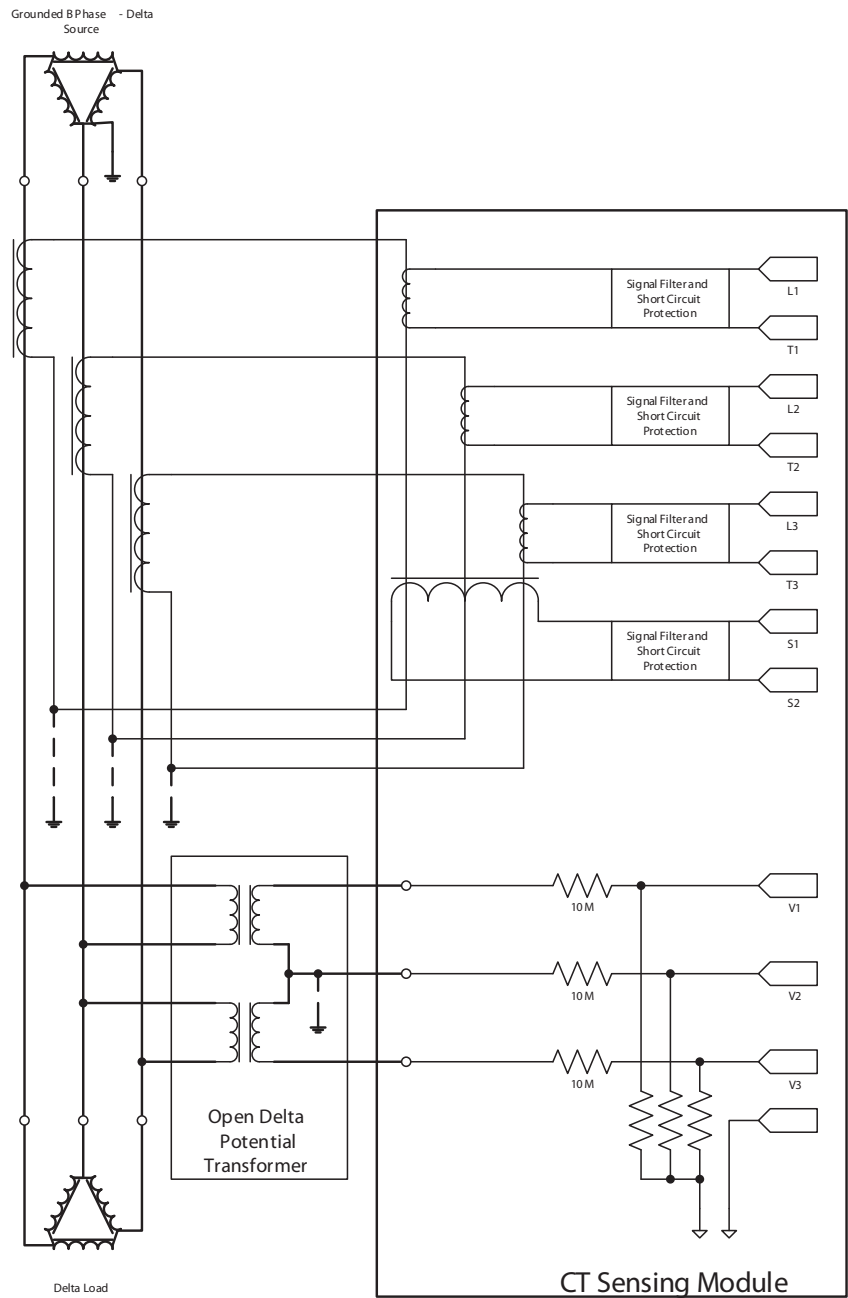 Grounded B Phase - Delta
Source
Signal Filter and
Short Circuit
Protection
L1
T1
Signal Filter and
Short Circuit
Protection
L2
T2
Signal Filter and
Short Circuit
Protection
L3
T3
Signal Filter and
Short Circuit
Protection
S1
S2
10 M
V1
10 M
V2
10 M
V3
Open Delta
Potential
Transformer
Delta Load
CT Sensing Module